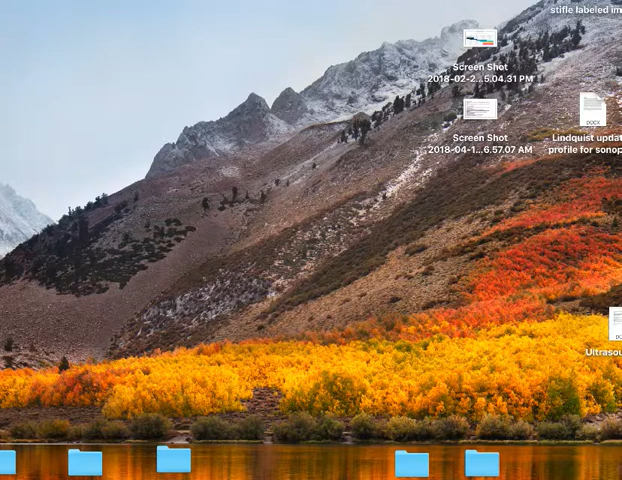 stifle labeled im
Screen Shot
2018-02-2...5.04.31 PM
Screen Shot
2018-04-1...6.57.07 AM
DOCX
Lindquist updat
profile for sonop
Ultrasou